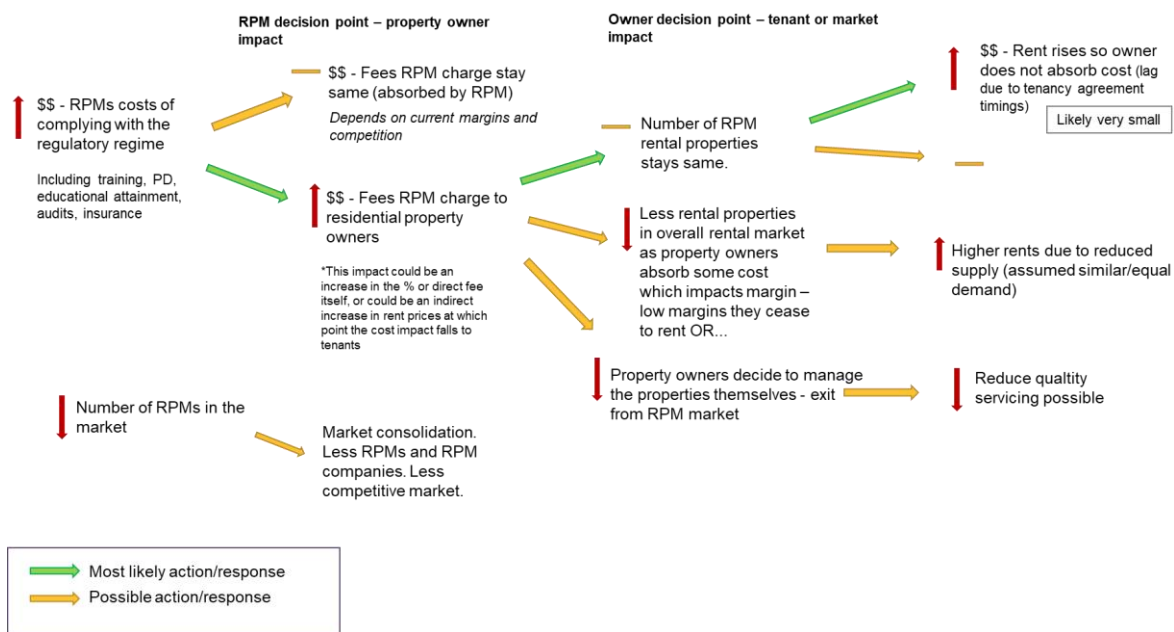 RPM decision point – property owner
impact
Owner decision point – tenant or market
impact
$$ - RPMs costs of
complying with the
regulatory regime
Including training, PD,
educational attainment,
audits, insurance
$$ - Fees RPM charge stay
same (absorbed by RPM)
Depends on current margins and
competition
$$ - Fees RPM charge to
residential property
owners
*This impact could be an
increase in the % or direct fee
itself, or could be an indirect
increase in rent prices at which
point the cost impact falls to
tenants
Number of RPM
rental properties
stays same.
Less rental properties
in overall rental market
as property owners
absorb some cost
which impacts margin –
low margins they cease
to rent OR...
Property owners decide to manage
the properties themselves - exit
from RPM market
$$ - Rent rises so owner
does not absorb cost (lag
due to tenancy agreement
timings)
Likely very small
Higher rents due to reduced
supply (assumed similar/equal
demand)
Reduce qualtity
servicing possible
Number of RPMs in the
market
Market consolidation.
Less RPMs and RPM
companies. Less
competitive market.
Most likely action/response
Possible action/response